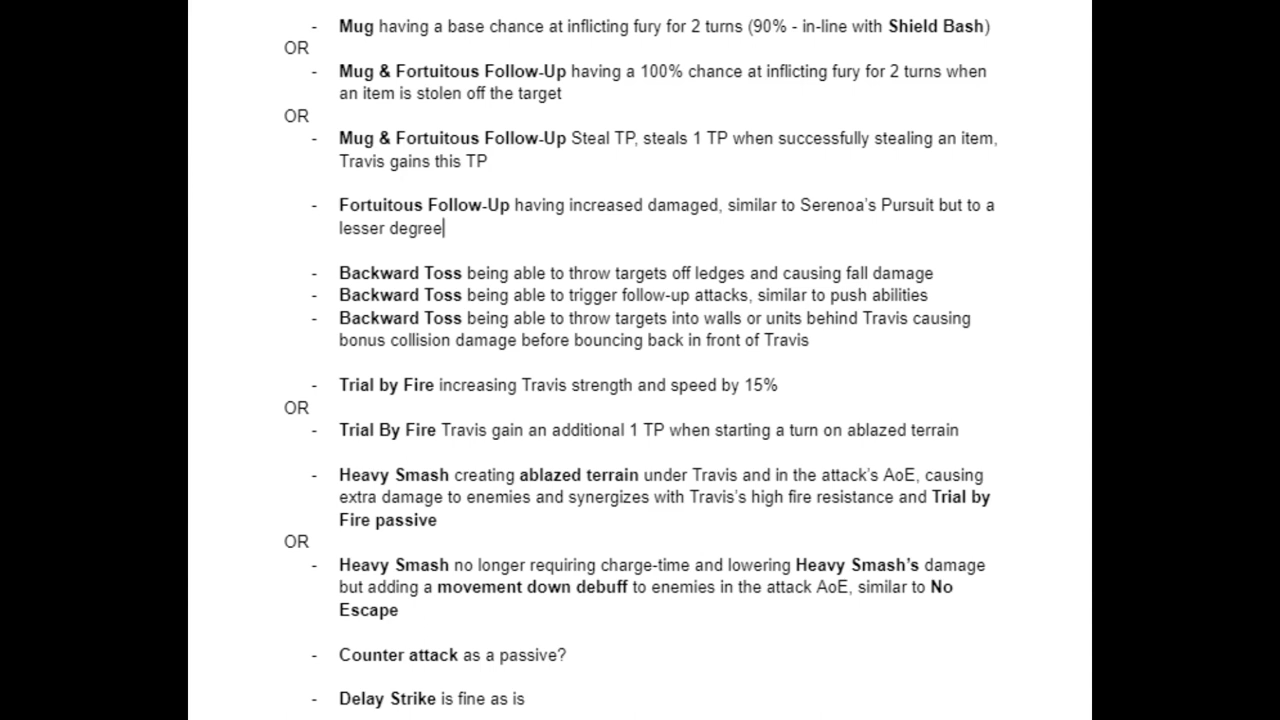 - Mug having a base chance at inflicting fury for 2 turns (90% - in-line with Shield Bash)
OR
- Mug & Fortuitous Follow-Up having a 100% chance at inflicting fury for 2 turns when
an item is stolen off the target
OR
- Mug & Fortuitous Follow-Up Steal TP, steals 1 TP when successfully stealing an item,
Travis gains this TP
- Fortuitous Follow-Up having increased damaged, similar to Serenoa's Pursuit but to a
lesser degree
- Backward Toss being able to throw targets off ledges and causing fall damage
- Backward Toss being able to trigger follow-up attacks, similar to push abilities
- Backward Toss being able to throw targets into walls or units behind Travis causing
bonus collision damage before bouncing back in front of Travis
- Trial by Fire increasing Travis strength and speed by 15%
OR
- Trial By Fire Travis gain an additional 1 TP when starting a turn on ablazed terrain
- Heavy Smash creating ablazed terrain under Travis and in the attack's AoE, causing
extra damage to enemies and synergizes with Travis's high fire resistance and Trial by
Fire passive
OR
- Heavy Smash no longer requiring charge-time and lowering Heavy Smash's damage
but adding a movement down debuff to enemies in the attack AoE, similar to No
Escape
- Counter attack as a passive?
- Delay Strike is fine as is